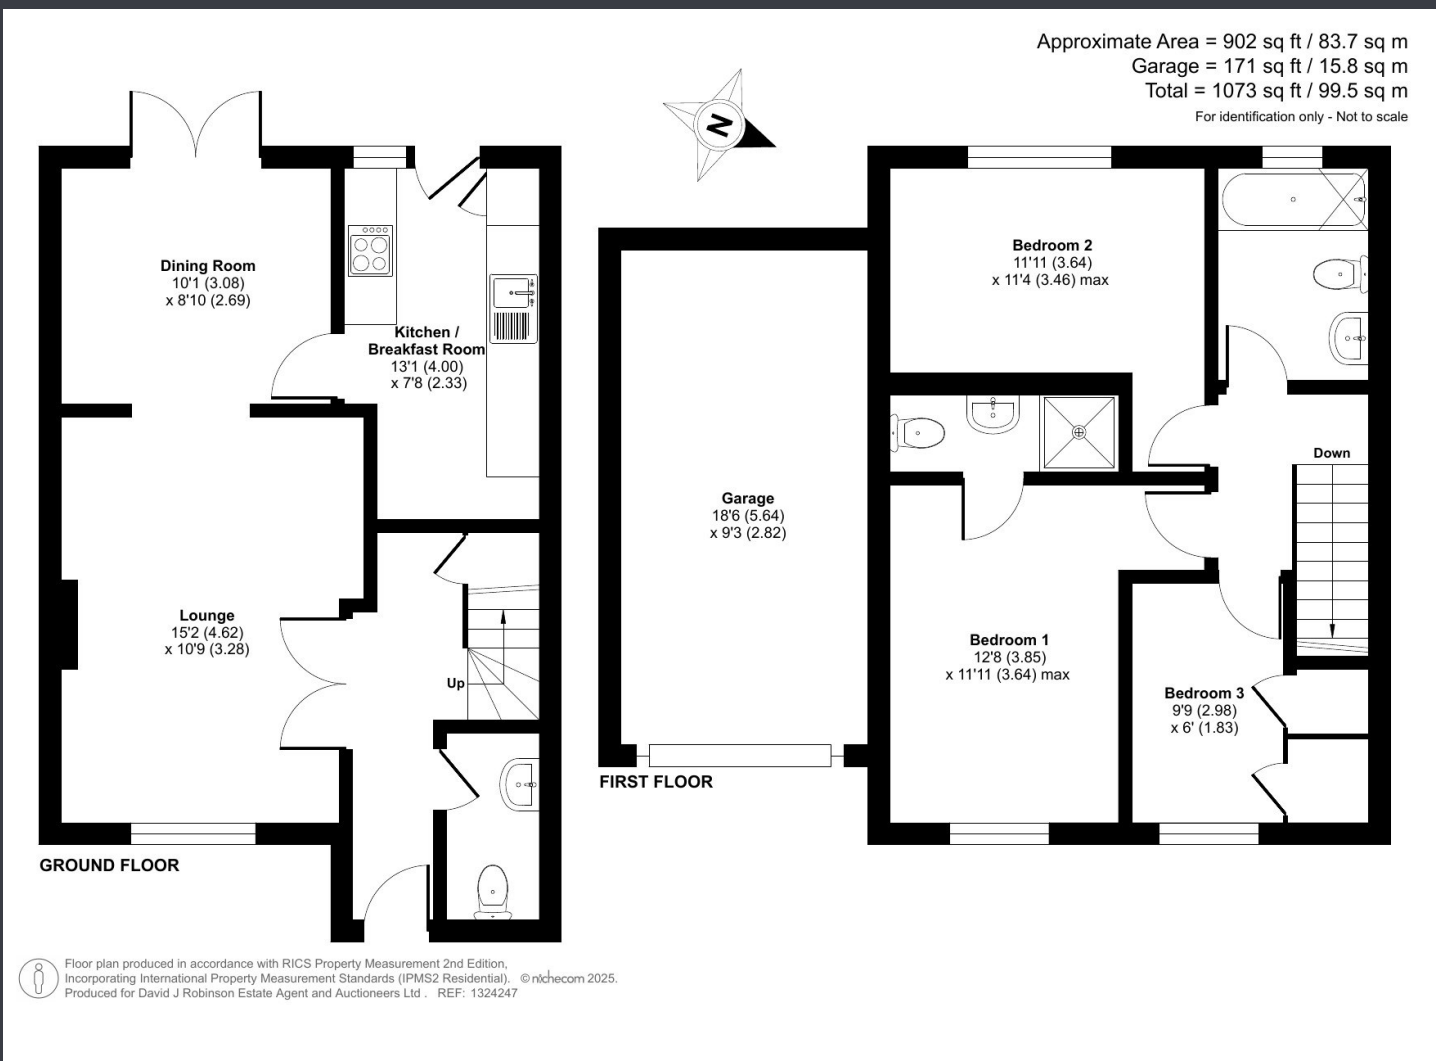 Approximate Area = 902 sq ft / 83.7 sq m
Garage = 171 sq ft / 15.8 sq m
Total = 1073 sq ft / 99.5 sq m
For identification only - Not to scale
N
Dining Room
10'1 (3.08)
x 8'10 (2.69)
Kitchen /
Breakfast Room
13'1 (4.00)
x 7'8 (2.33)
Lounge
15'2 (4.62)
x 10'9 (3.28)
Up
GROUND FLOOR
Garage
18'6 (5.64)
x 9'3 (2.82)
FIRST FLOOR
Bedroom 2
11'11 (3.64)
x 11'4 (3.46) max
Down
Bedroom 1
12'8 (3.85)
x 11'11 (3.64) max
Bedroom 3
9'9 (2.98)
x 6' (1.83)
Floor plan produced in accordance with RICS Property Measurement 2nd Edition,
Incorporating International Property Measurement Standards (IPMS2 Residential). © nichecom 2025.
Produced for David J Robinson Estate Agent and Auctioneers Ltd . REF: 1324247